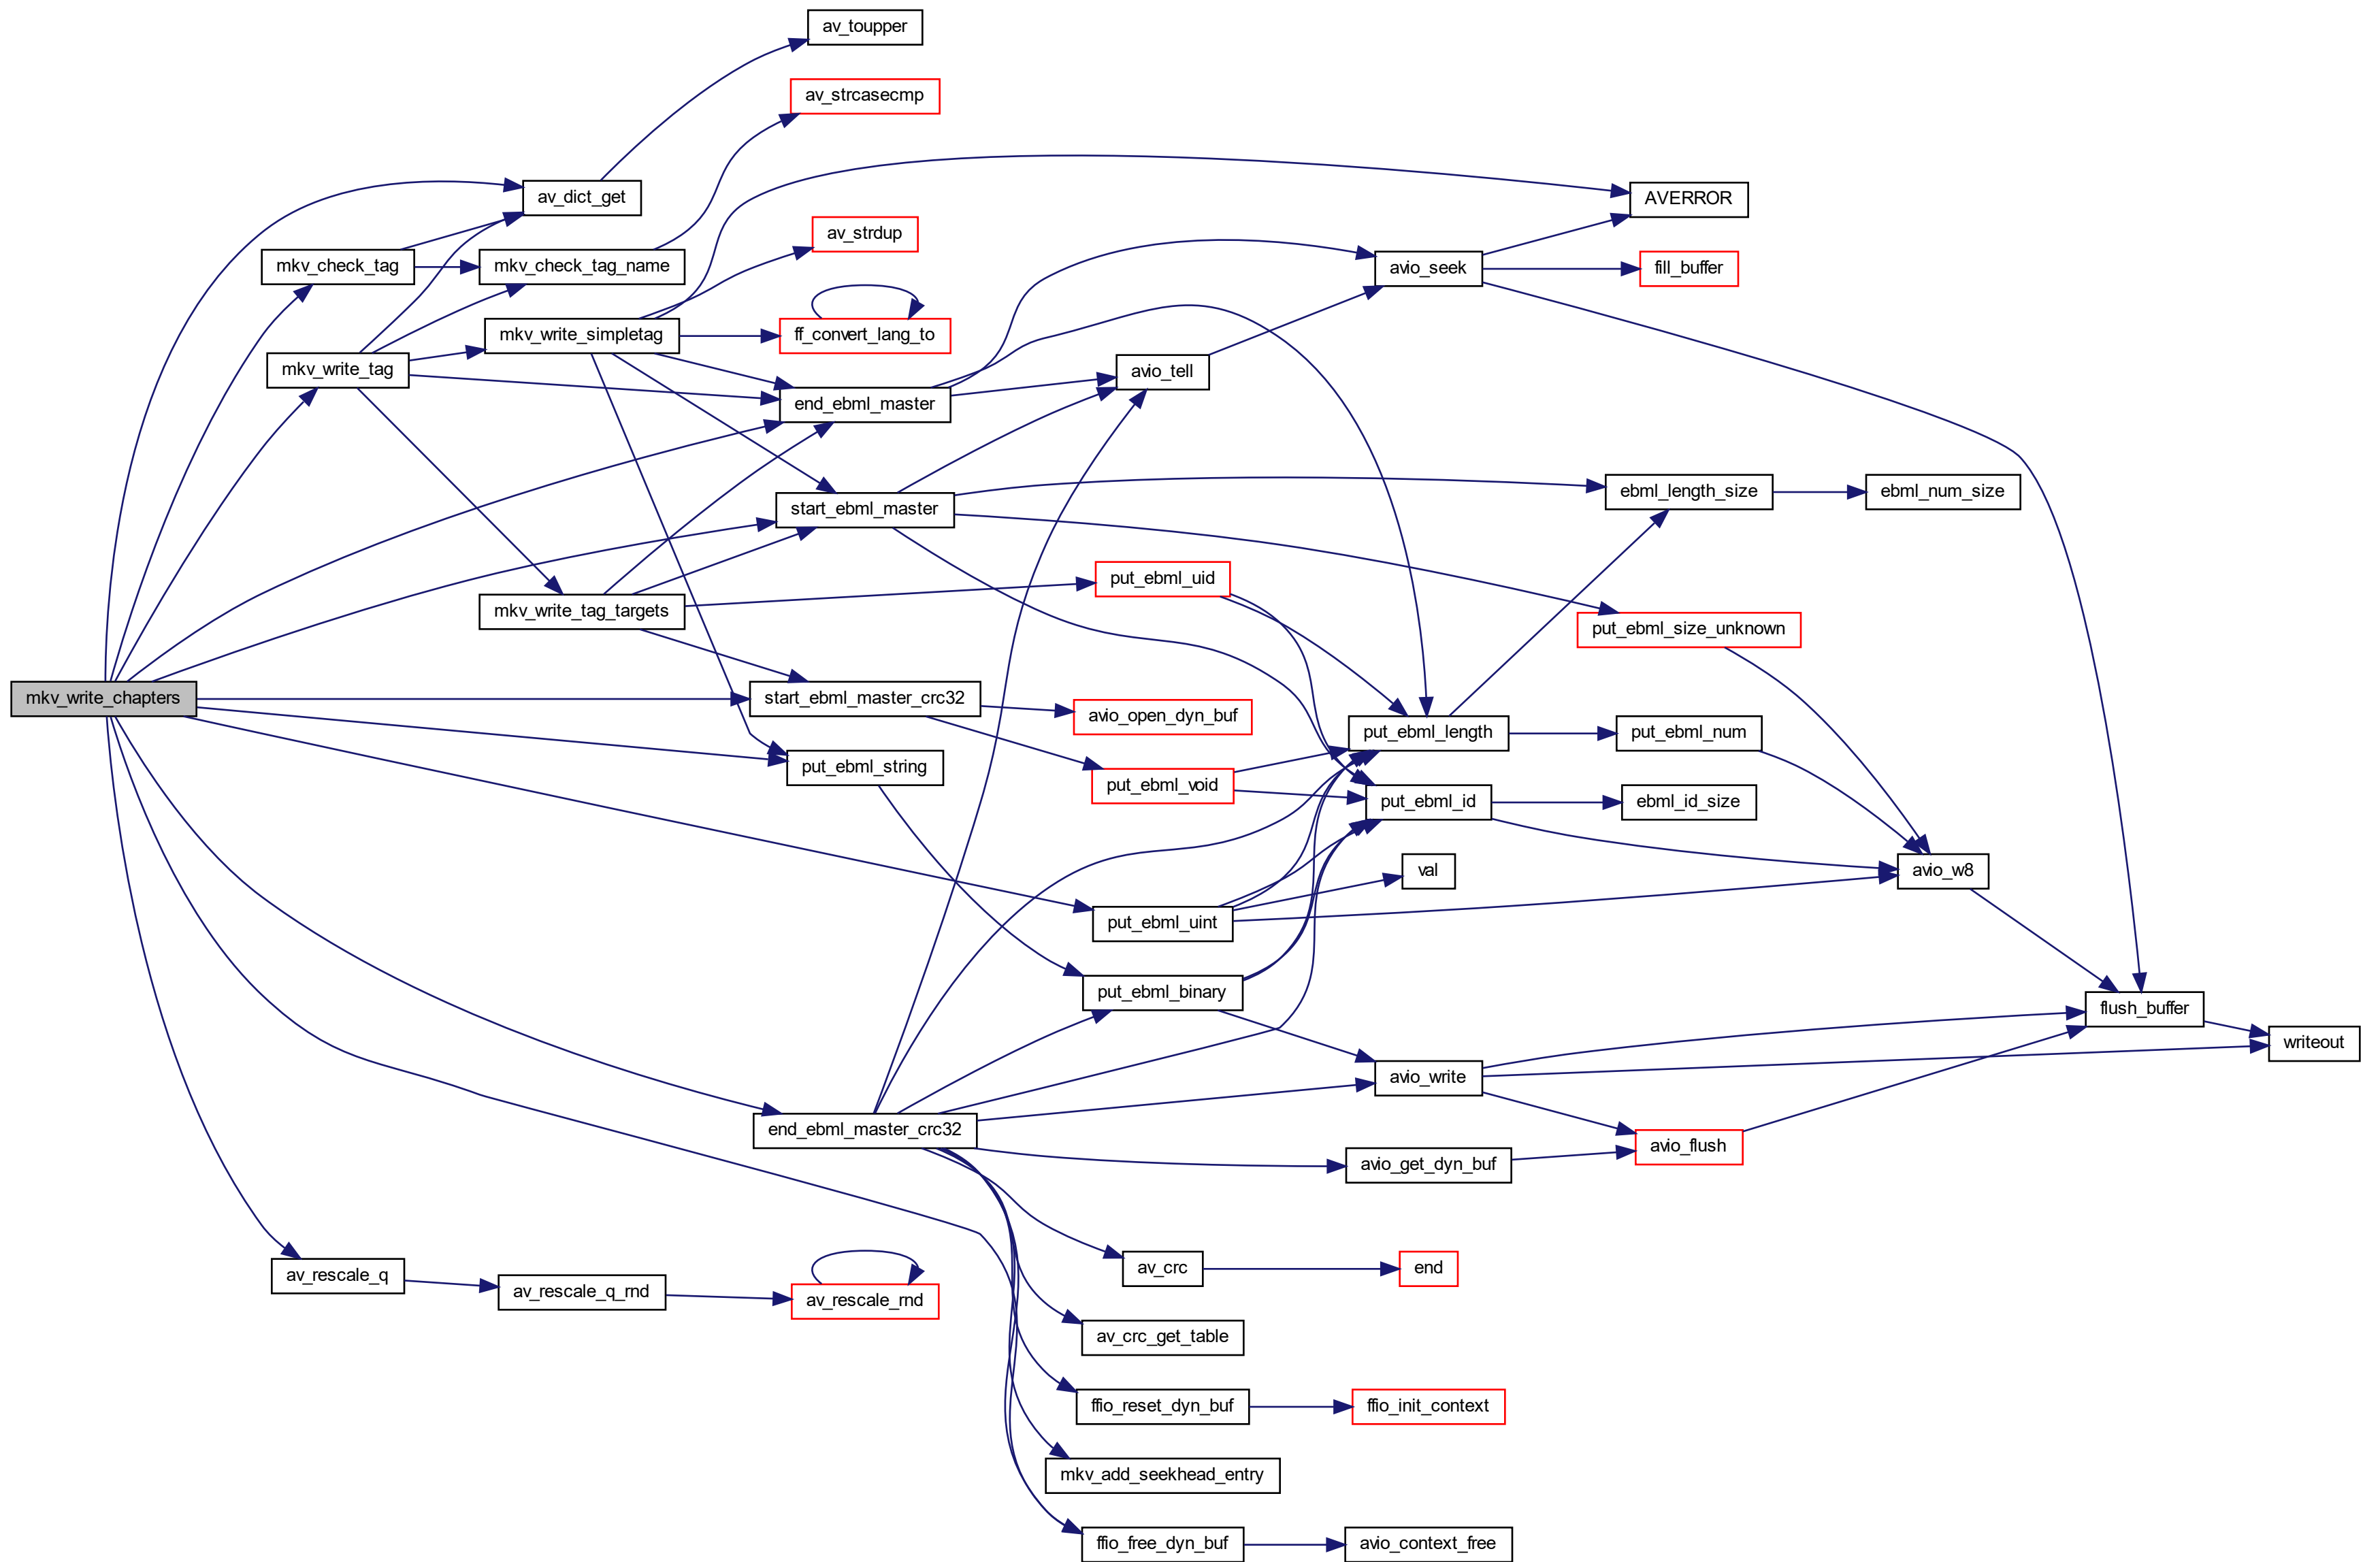 av_toupper
av_strcasecmp
av_dict_get
AVERROR
av_strdup
mkv_check_tag
mkv_check_tag_name
avio_seek
fill_buffer
mkv_write_simpletag
ff_convert_lang_to
mkv_write_tag
avio_tell
end_ebml_master
ebml_length_size
ebml_num_size
start_ebml_master
put_ebml_uid
mkv_write_tag_targets
put_ebml_size_unknown
mkv_write_chapters
start_ebml_master_crc32
avio_open_dyn_buf
put_ebml_length
put_ebml_num
put_ebml_string
put_ebml_void
put_ebml_id
ebml_id_size
val
avio_w8
put_ebml_uint
put_ebml_binary
flush_buffer
writeout
avio_write
end_ebml_master_crc32
avio_flush
avio_get_dyn_buf
av_rescale_q
av_crc
end
av_rescale_q_rnd
av_rescale_rnd
av_crc_get_table
ffio_reset_dyn_buf
ffio_init_context
mkv_add_seekhead_entry
ffio_free_dyn_buf
avio_context_free